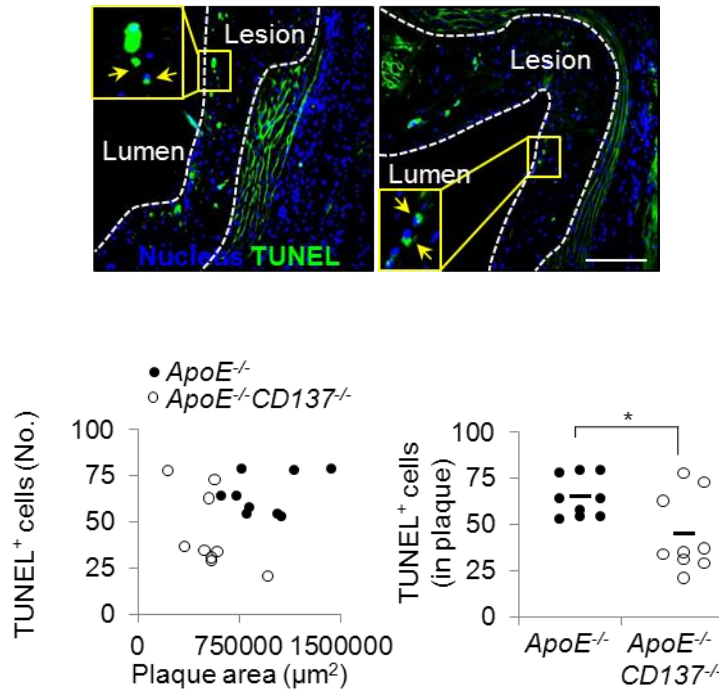 Lesion
Lumen
Nucleus TUNEL
Lesion
Lumen
● ApoE-/-
○ ApoE-/-CD137-/-
TUNEL+ cells (No.)
100
75
50
25
0
0 750000 1500000
Plaque area (µm2)
TUNEL+ cells
(in plaque)
100
75
50
25
0
*
ApoE-/- ApoE-/-
CD137-/-